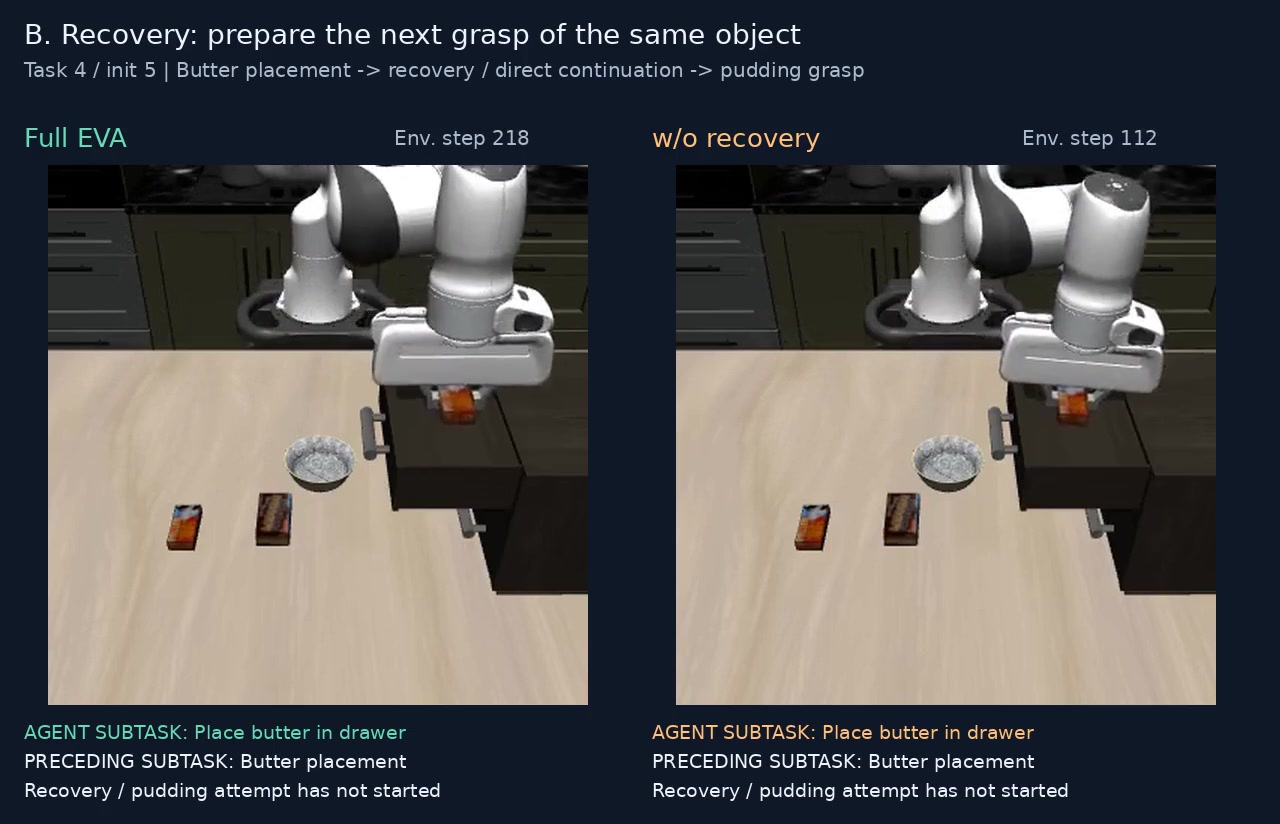 B. Recovery: prepare the next grasp of the same object
Task 4 / init 5 | Butter placement -> recovery / direct continuation -> pudding grasp
Full EVA
Env. step 218
w/o recovery
Env. step 112
AGENT SUBTASK: Place butter in drawer
PRECEDING SUBTASK: Butter placement
Recovery / pudding attempt has not started
AGENT SUBTASK: Place butter in drawer
PRECEDING SUBTASK: Butter placement
Recovery / pudding attempt has not started